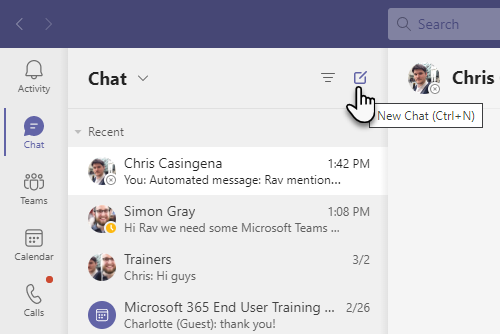 Search
Activity
Chat
Teams
Calendar
Calls
Chat
Chris
New Chat (Ctrl+N)
Recent
Chris Casingena 1:42 PM
You: Automated message: Rav mention...
Simon Gray 1:08 PM
Hi Rav we need some Microsoft Teams ...
Trainers 3/2
Chris: Hi guys
Microsoft 365 End User Training ... 2/26
Charlotte (Guest): thank you!